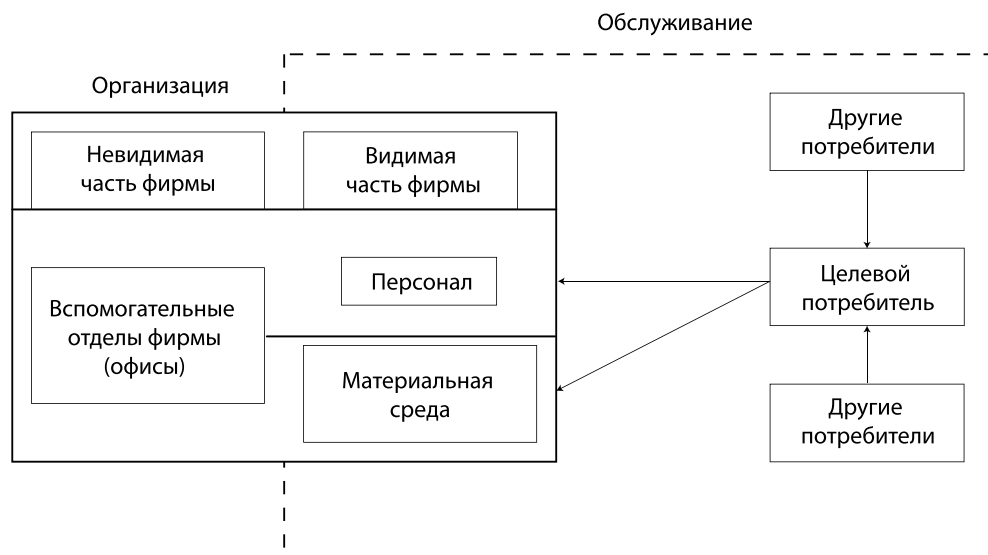 Обслуживание
Организация
Невидимая
часть фирмы
Видимая
часть фирмы
Другие
потребители
Персонал
Целевой
потребитель
Вспомогательные
отделы фирмы
(офисы)
Материальная
среда
Другие
потребители